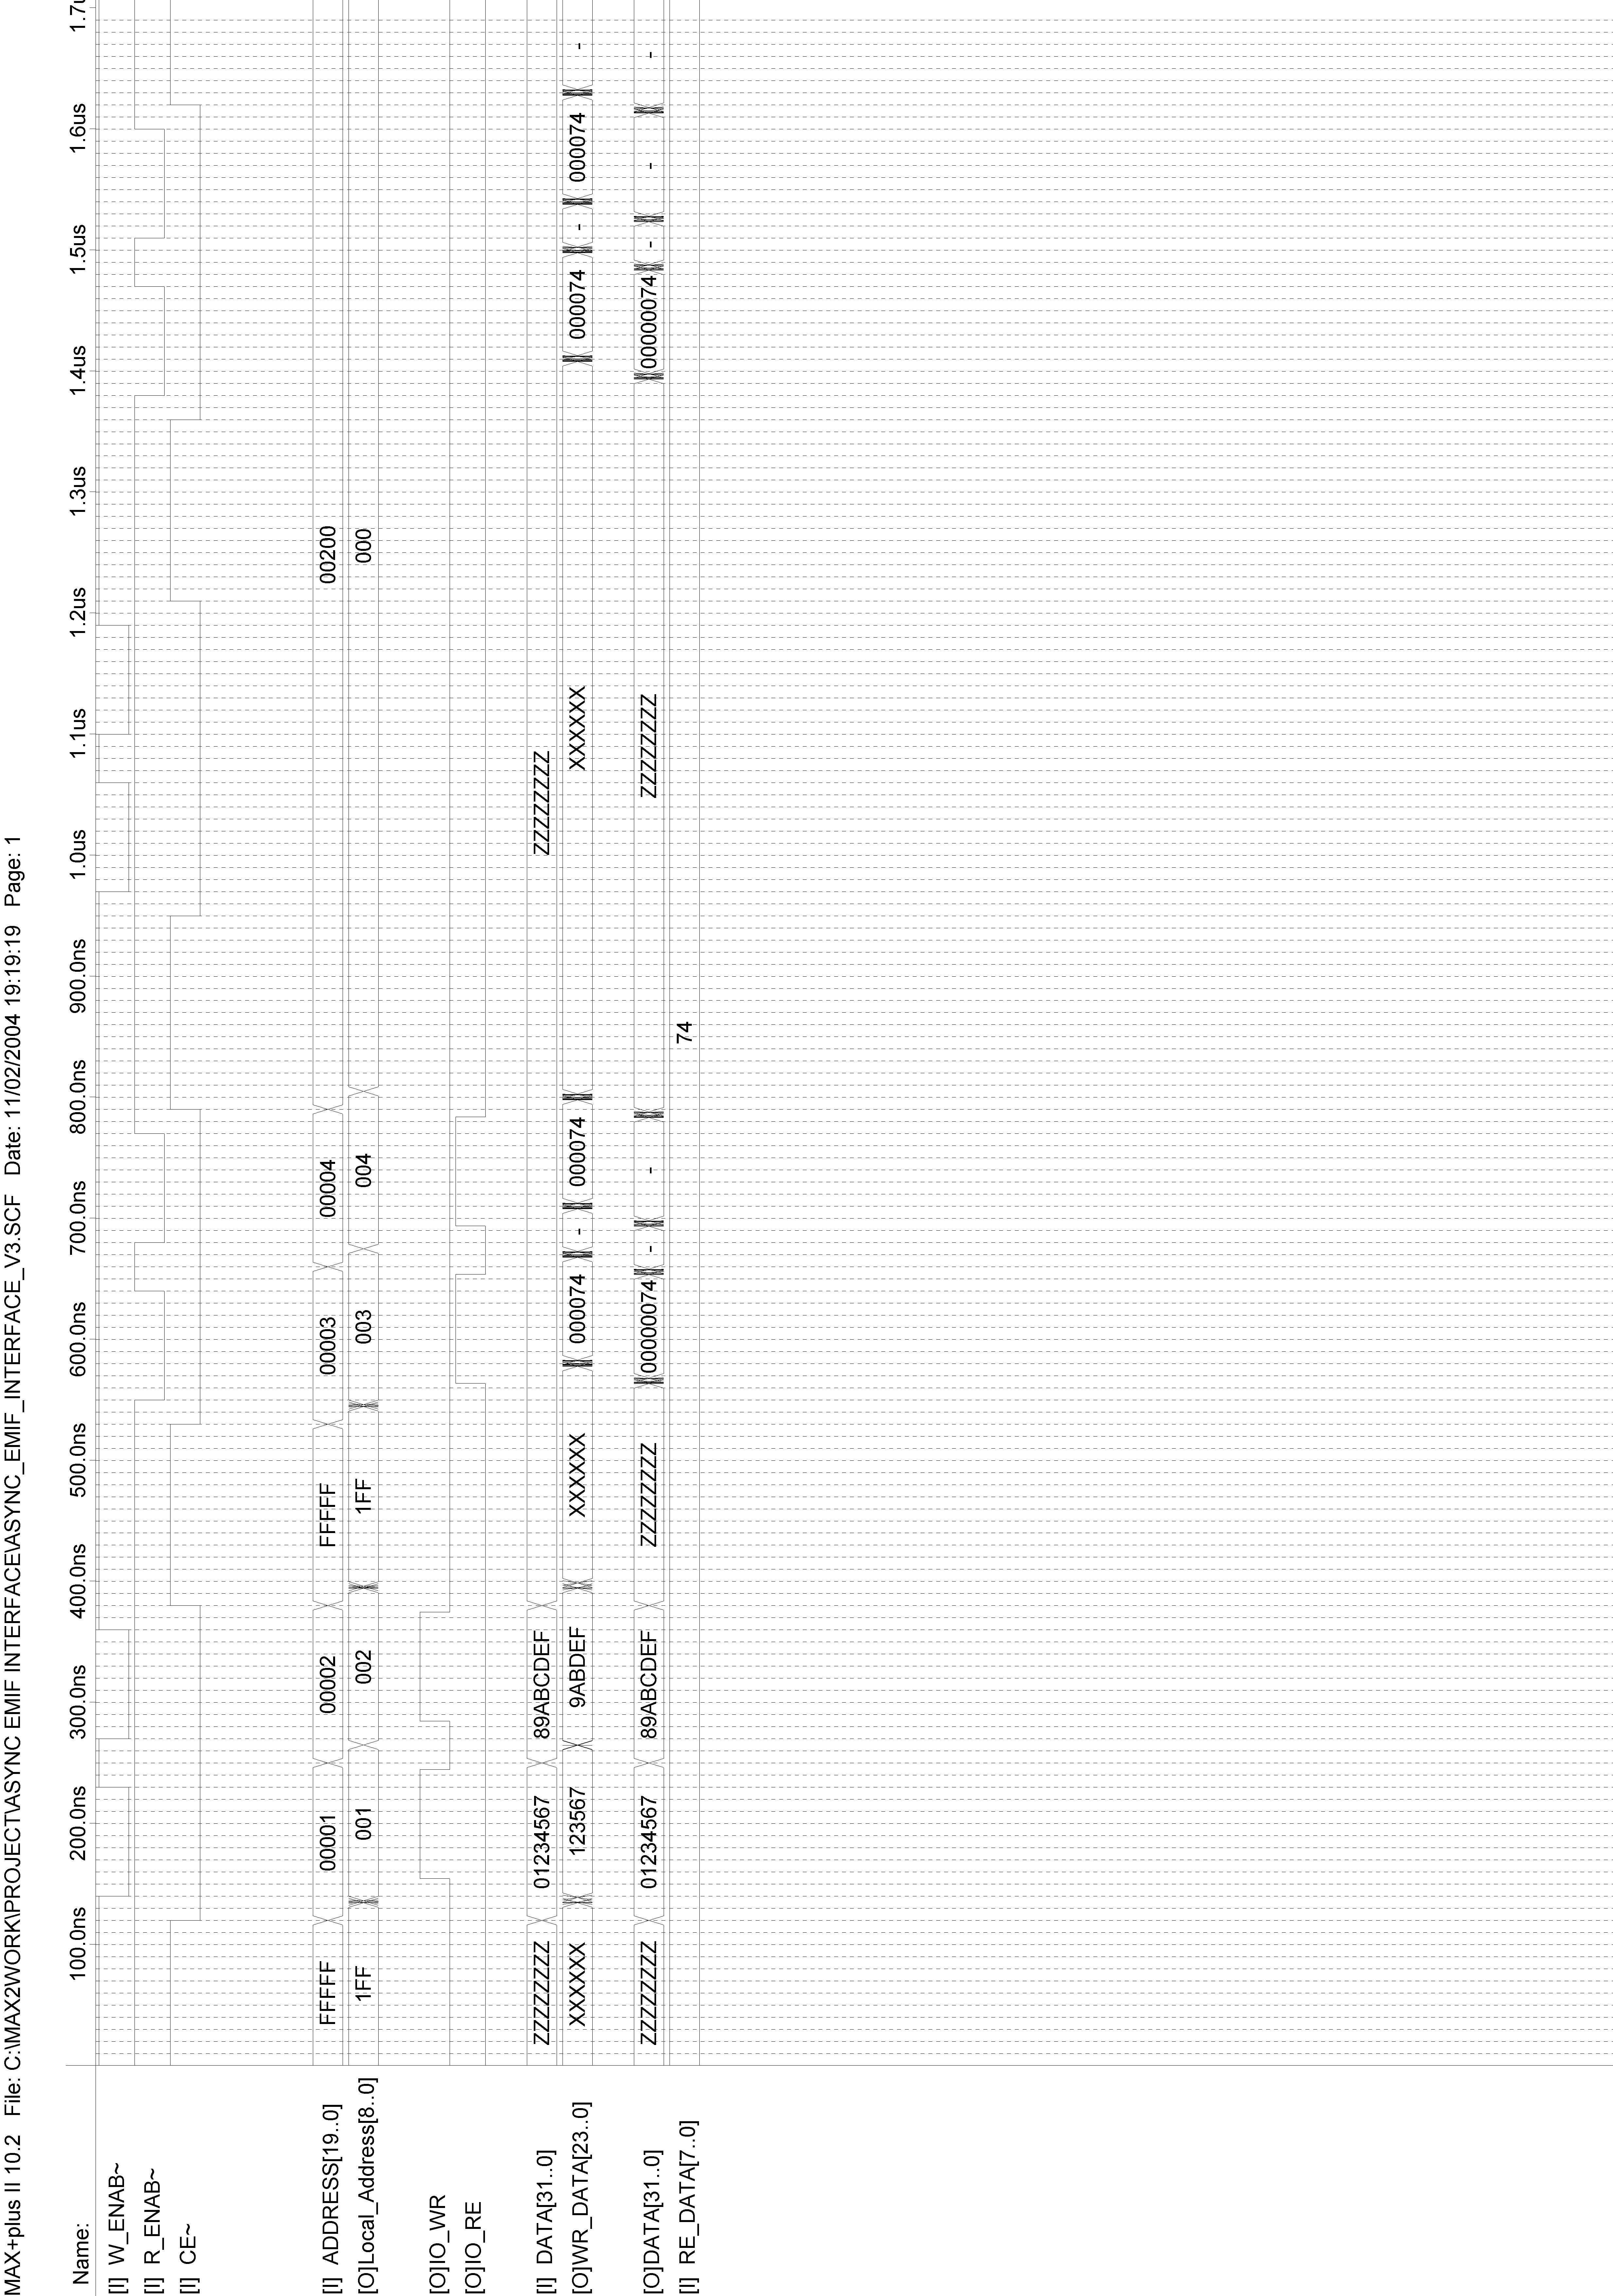 MAX+plus II 10.2 File: C:\MAX2WORK\PROJECT\ASYNC EMIF INTERFACE\ASYNC_EMIF_INTERFACE_V3.SCF Date: 11/02/2004 19:19:19 Page: 1
Name: 100.0ns 200.0ns 300.0ns 400.0ns 500.0ns 600.0ns 700.0ns 800.0ns 900.0ns 1.0us 1.1us 1.2us 1.3us 1.4us 1.5us 1.6us 1.7u
[I] W_ENAB~
[I] R_ENAB~
[I] CE~
[I] ADDRESS[19..0] FFFFF 00001 00002 FFFFF 00003 00004 00200
[O]Local_Address[8..0] 1FF 001 002 1FF 003 004 000
[O]IO_WR
[O]IO_RE
[I] DATA[31..0] ZZZZZZZZ 01234567 89ABCDEF ZZZZZZZZ
[O]WR_DATA[23..0] XXXXXX 123567 9ABDEF XXXXXX 000074 - 000074 XXXXXX 000074 - 000074 -
[O]DATA[31..0] ZZZZZZZZ 01234567 89ABCDEF ZZZZZZZZ 00000074 - - ZZZZZZZZ 00000074 - - -
[I] RE_DATA[7..0] 74